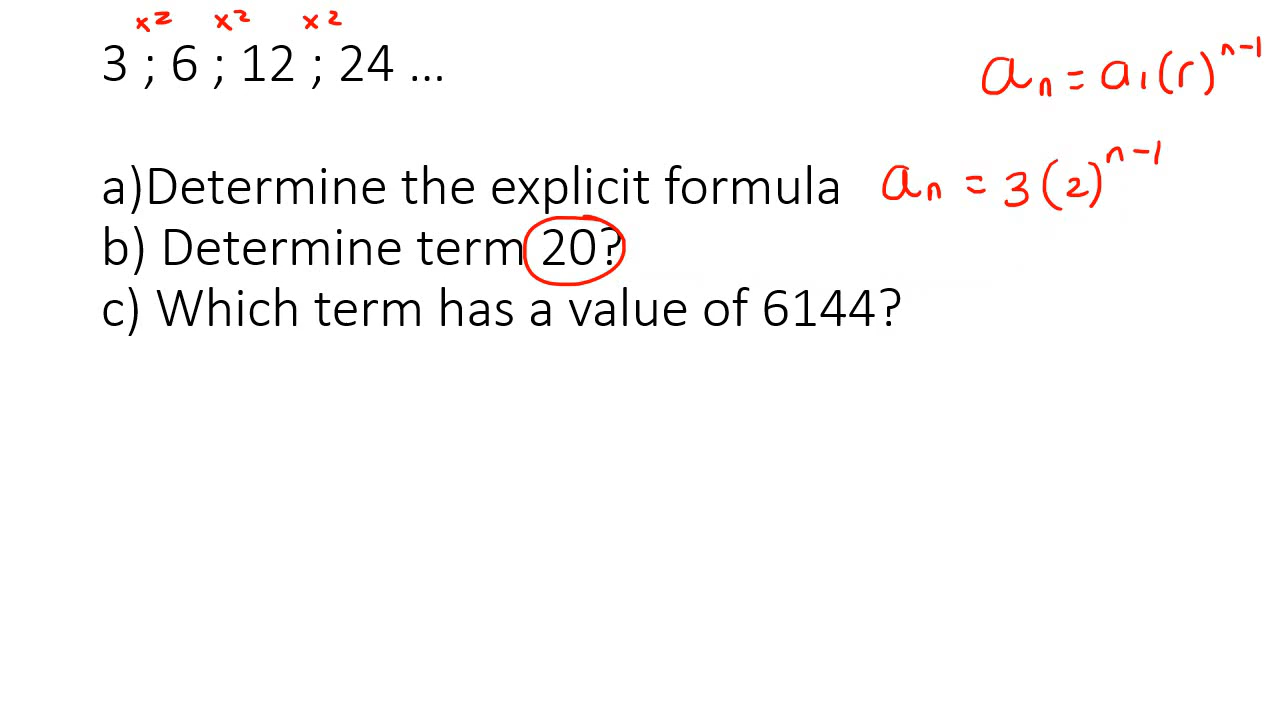 x2 x2 x2
3 ; 6 ; 12 ; 24 ...
aₙ = a₁(r)ⁿ⁻¹
a)Determine the explicit formula aₙ = 3(2)ⁿ⁻¹
b) Determine term 20?
c) Which term has a value of 6144?